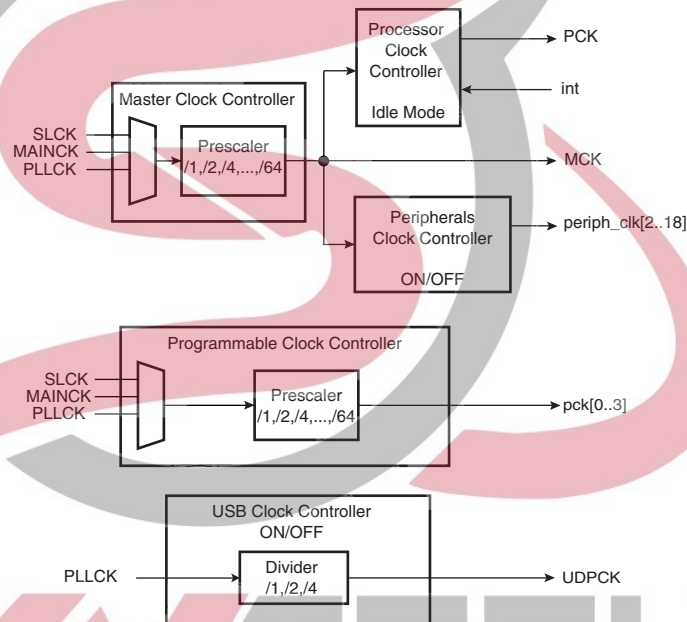 Processor
Clock
Controller
Idle Mode
PCK
int
Master Clock Controller
SLCK
MAINCK
PLLCK
Prescaler
/1,/2,/4,...,/64
MCK
Peripherals
Clock Controller
ON/OFF
periph_clk[2..18]
Programmable Clock Controller
SLCK
MAINCK
PLLCK
Prescaler
/1,/2,/4,...,/64
pck[0..3]
USB Clock Controller
ON/OFF
PLLCK
Divider
/1,/2,/4
UDPCK